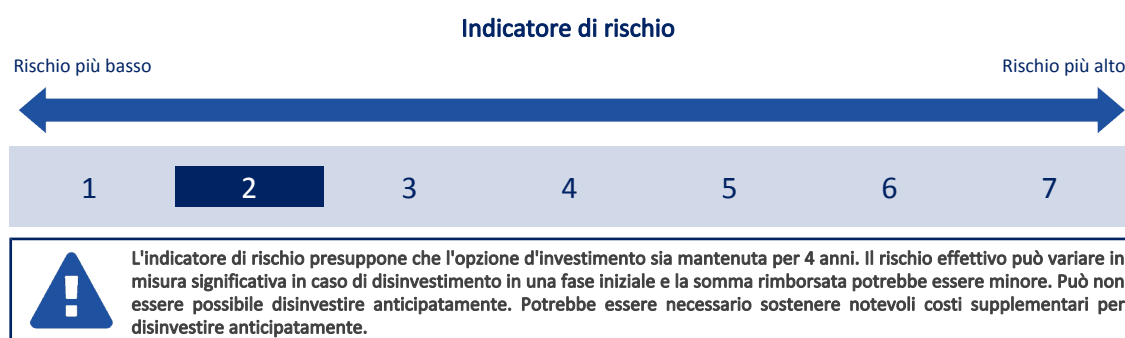 Indicatore di rischio
Rischio più basso
Rischio più alto
1 2 3 4 5 6 7
L'indicatore di rischio presuppone che l'opzione d'investimento sia mantenuta per 4 anni. Il rischio effettivo può variare in
misura significativa in caso di disinvestimento in una fase iniziale e la somma rimborsata potrebbe essere minore. Può non
essere possibile disinvestire anticipatamente. Potrebbe essere necessario sostenere notevoli costi supplementari per
disinvestire anticipatamente.